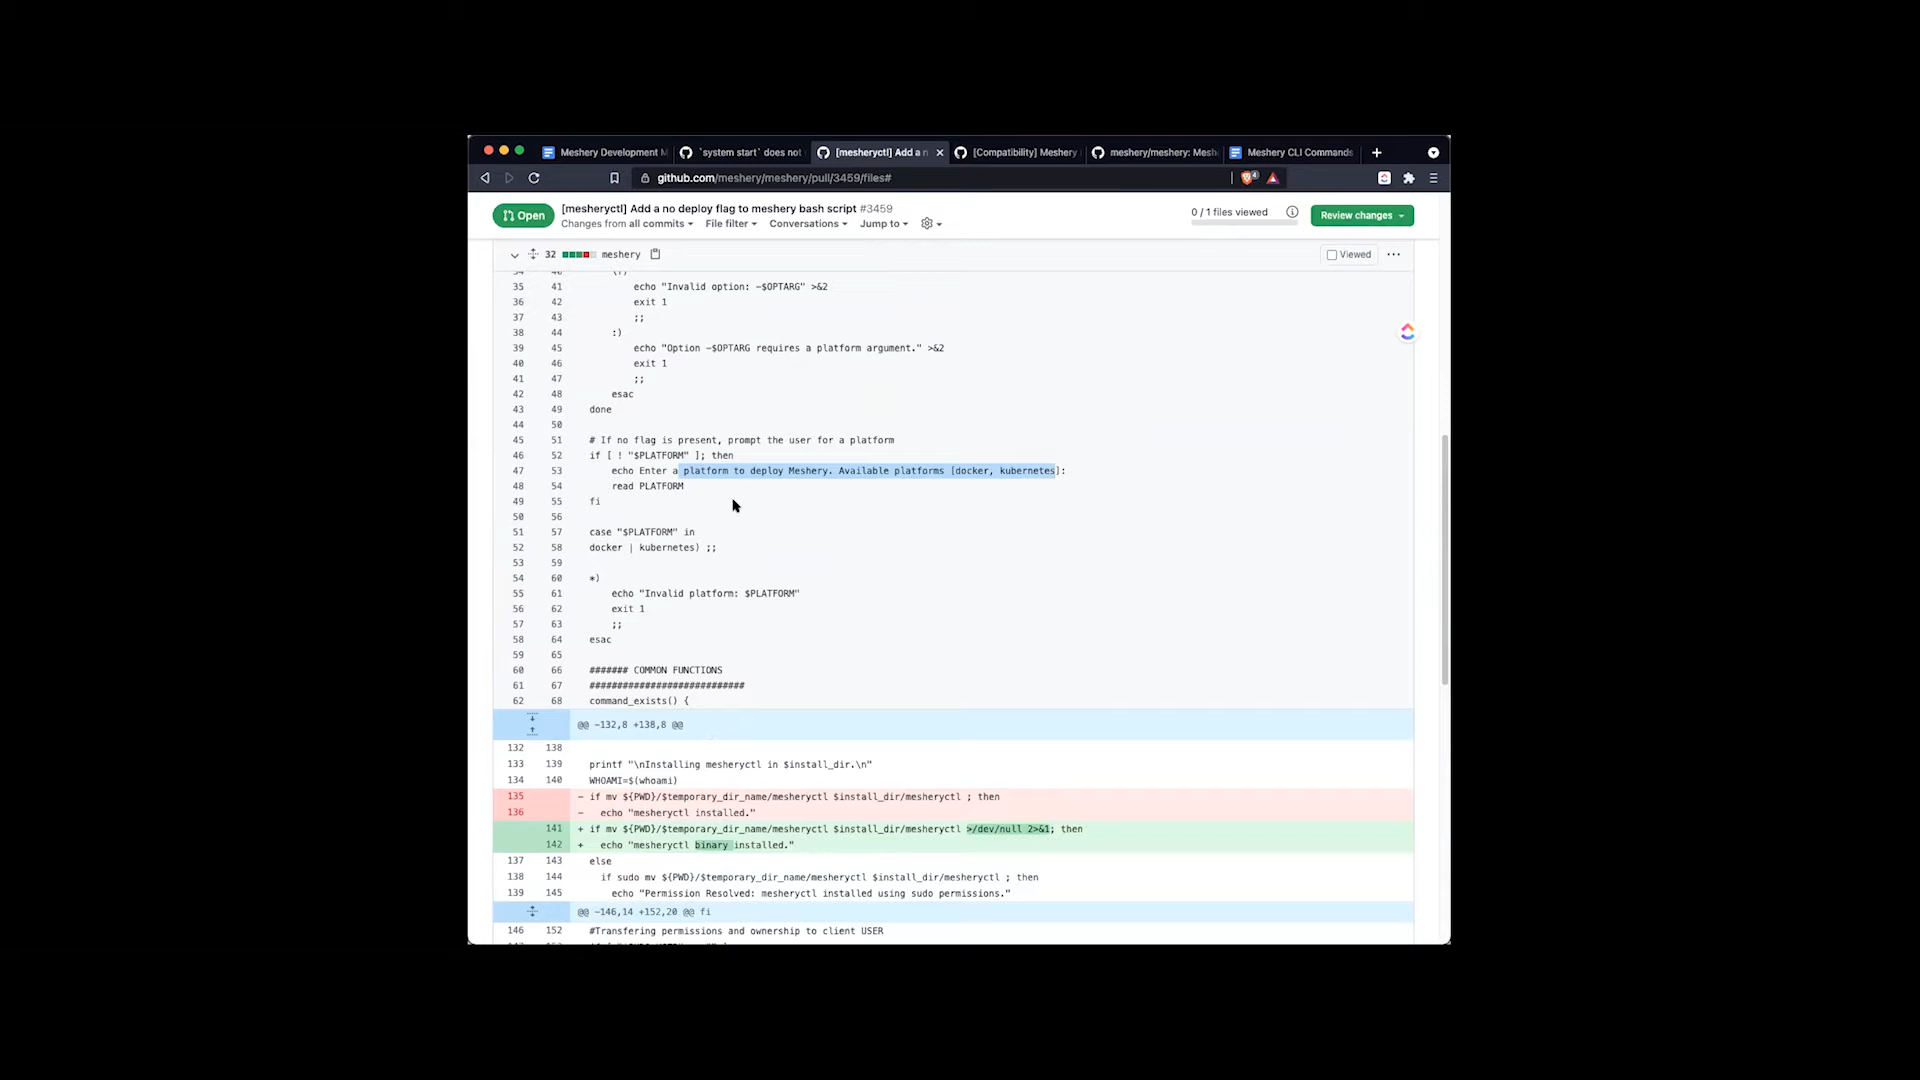 Meshery Development M
`system start` does not
[mesheryctl] Add a n
[Compatibility] Meshery
meshery/meshery: Mesh
Meshery CLI Commands
github.com/meshery/meshery/pull/3459/files#
4
Open
[mesheryctl] Add a no deploy flag to meshery bash script #3459
Changes from all commits
File filter
Conversations
Jump to
0 / 1 files viewed
Review changes
32 meshery
Viewed
35 41 echo "Invalid option: -$OPTARG" >&2
36 42 exit 1
37 43 ;;
38 44 :)
39 45 echo "Option -$OPTARG requires a platform argument." >&2
40 46 exit 1
41 47 ;;
42 48 esac
43 49 done
44 50
45 51 # If no flag is present, prompt the user for a platform
46 52 if [ ! "$PLATFORM" ]; then
47 53 echo Enter a platform to deploy Meshery. Available platforms [docker, kubernetes]:
48 54 read PLATFORM
49 55 fi
50 56
51 57 case "$PLATFORM" in
52 58 docker | kubernetes) ;;
53 59
54 60 *)
55 61 echo "Invalid platform: $PLATFORM"
56 62 exit 1
57 63 ;;
58 64 esac
59 65
60 66 ####### COMMON FUNCTIONS
61 67 ############################
62 68 command_exists() {
@@ -132,8 +138,8 @@
132 138
133 139 printf "\nInstalling mesheryctl in $install_dir.\n"
134 140 WHOAMI=$(whoami)
135 - if mv ${PWD}/$temporary_dir_name/mesheryctl $install_dir/mesheryctl ; then
136 - echo "mesheryctl installed."
141 + if mv ${PWD}/$temporary_dir_name/mesheryctl $install_dir/mesheryctl >/dev/null 2>&1; then
142 + echo "mesheryctl binary installed."
137 143 else
138 144 if sudo mv ${PWD}/$temporary_dir_name/mesheryctl $install_dir/mesheryctl ; then
139 145 echo "Permission Resolved: mesheryctl installed using sudo permissions."
@@ -146,14 +152,20 @@ fi
146 152 #Transfering permissions and ownership to client USER